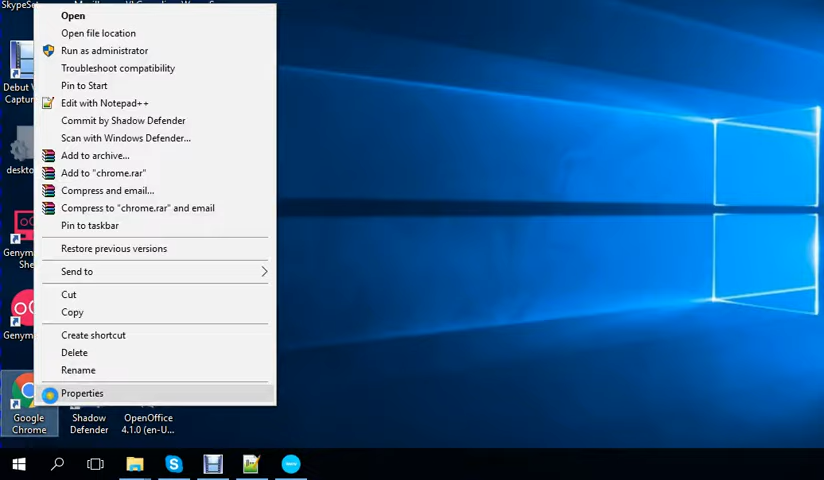 SkypeSet
Open
Open file location
Run as administrator
Troubleshoot compatibility
Pin to Start
Edit with Notepad++
Commit by Shadow Defender
Scan with Windows Defender...
Add to archive...
Add to "chrome.rar"
Compress and email...
Compress to "chrome.rar" and email
Pin to taskbar
Restore previous versions
Send to
Cut
Copy
Create shortcut
Delete
Rename
Properties
Debut V
Captur
deskto
Genym
She
Genym
Google
Chrome
Shadow
Defender
OpenOffice
4.1.0 (en-U...